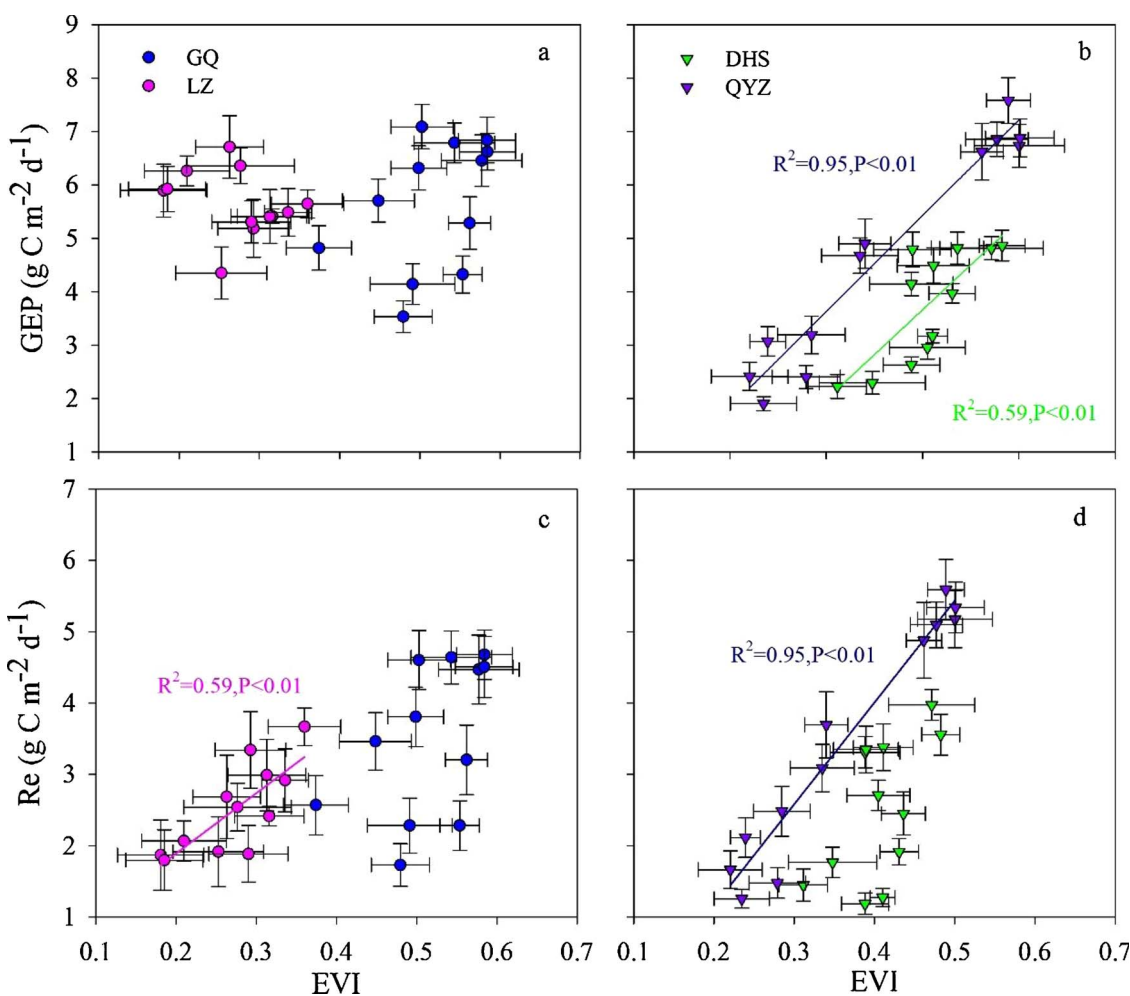 9
8
7
6
5
4
3
2
1
GEP (g C m⁻² d⁻¹)
GQ
LZ
a
DHS
QYZ
b
R²=0.95,P<0.01
R²=0.59,P<0.01
7
6
5
4
3
2
1
Re (g C m⁻² d⁻¹)
c
R²=0.59,P<0.01
d
R²=0.95,P<0.01
0.1 0.2 0.3 0.4 0.5 0.6 0.7
0.2 0.3 0.4 0.5 0.6 0.7
EVI
EVI